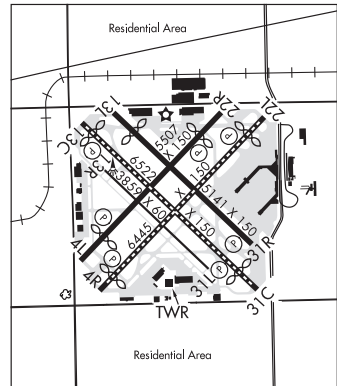 Residential Area
13L
22R
22L
13C
13R
5507 X 150
6522 X 150
3859 X 60
5141 X 150
6445 X 150
P
P
P
P
P
P
4L
4R
31L
31R
31C
TWR
Residential Area